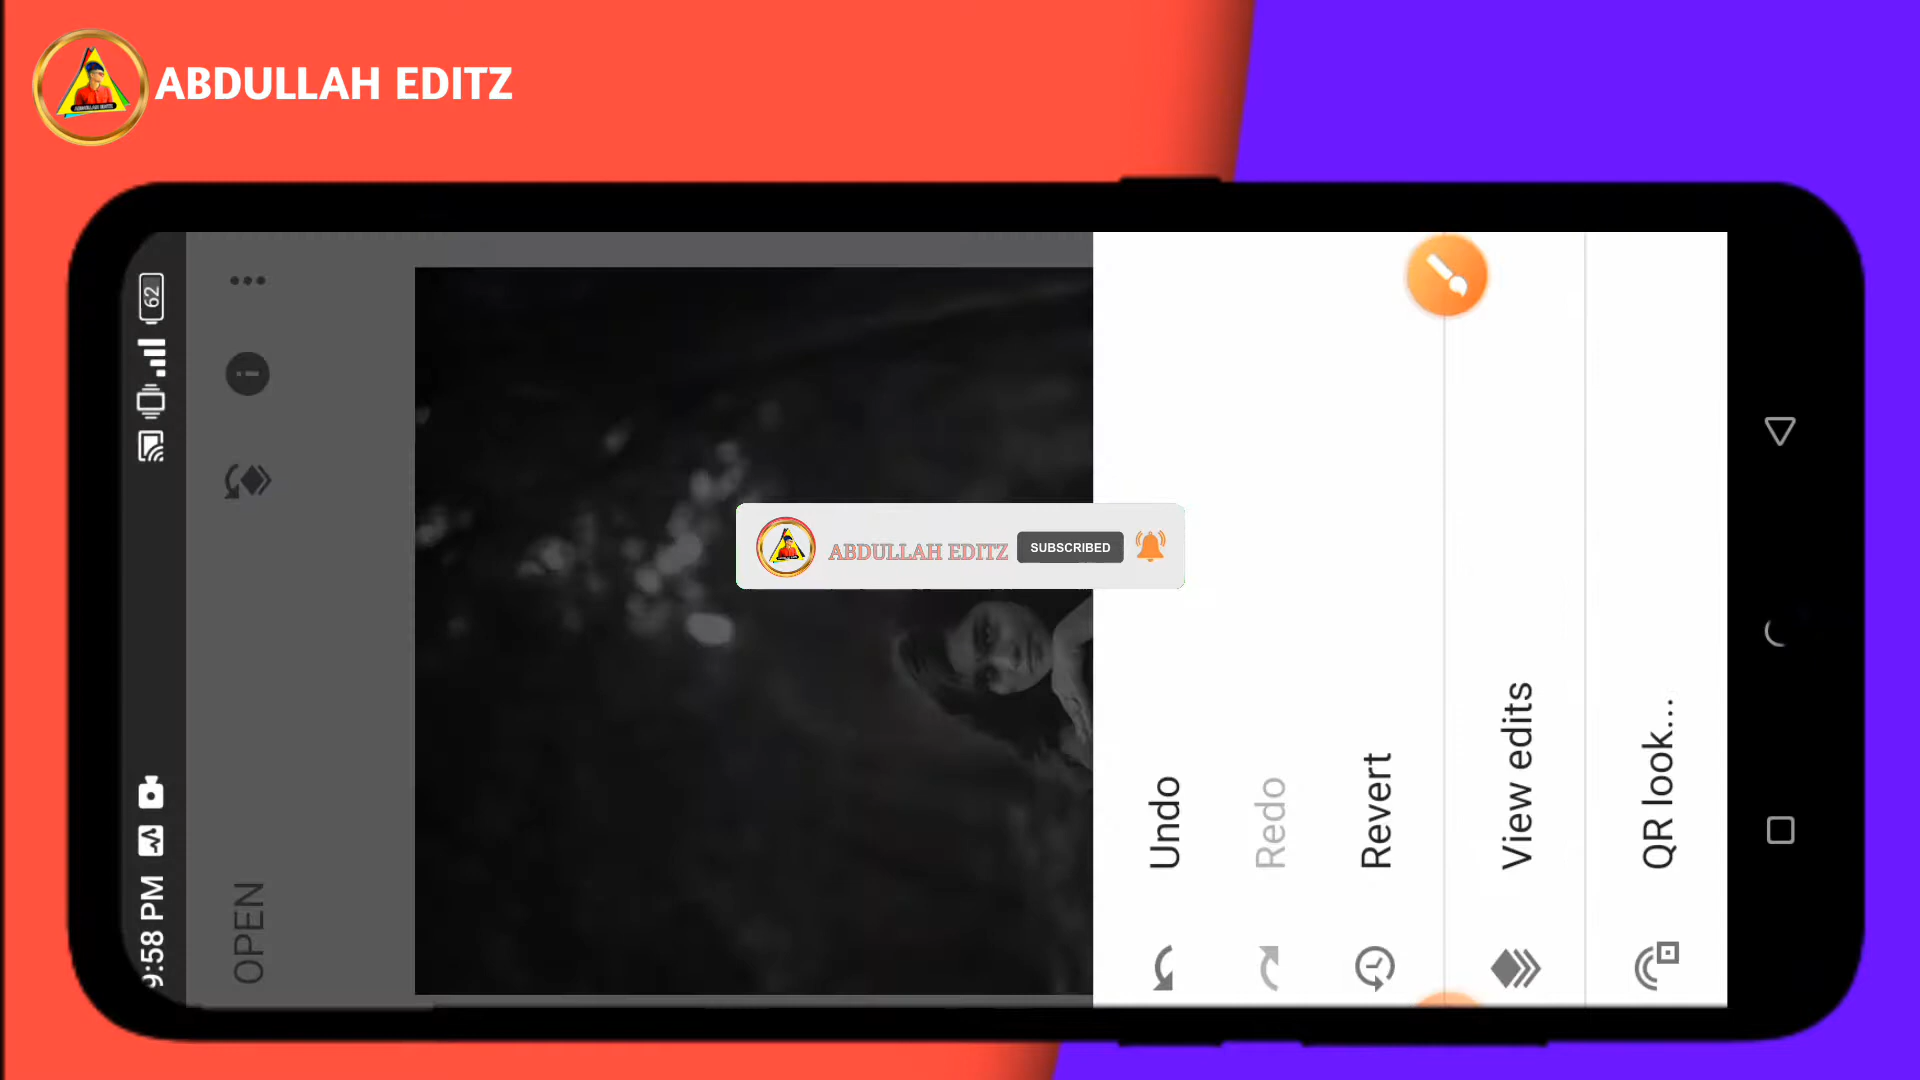 ABDULLAH EDITZ
62
9:58 PM
OPEN
ABDULLAH EDITZ
SUBSCRIBED
Undo
Redo
Revert
View edits
QR look...